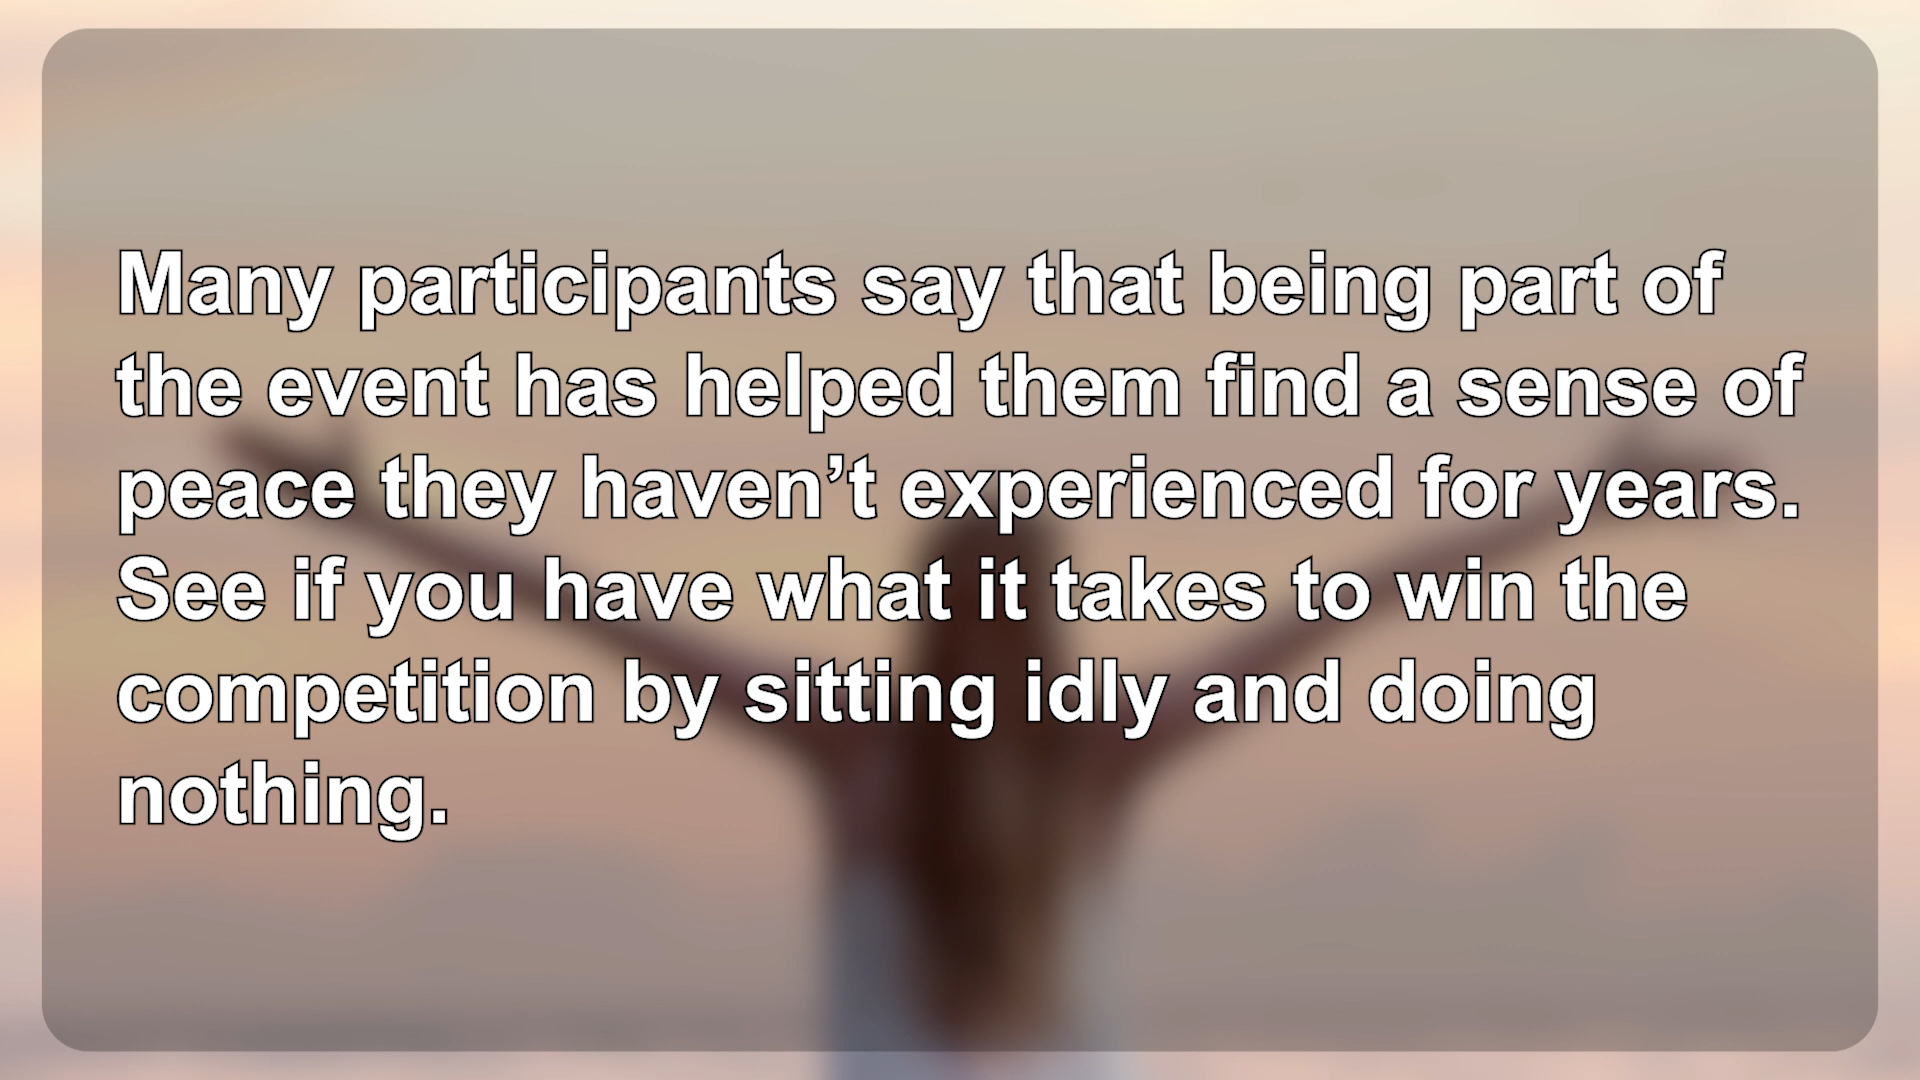 Many participants say that being part of
the event has helped them find a sense of
peace they haven’t experienced for years.
See if you have what it takes to win the
competition by sitting idly and doing
nothing.